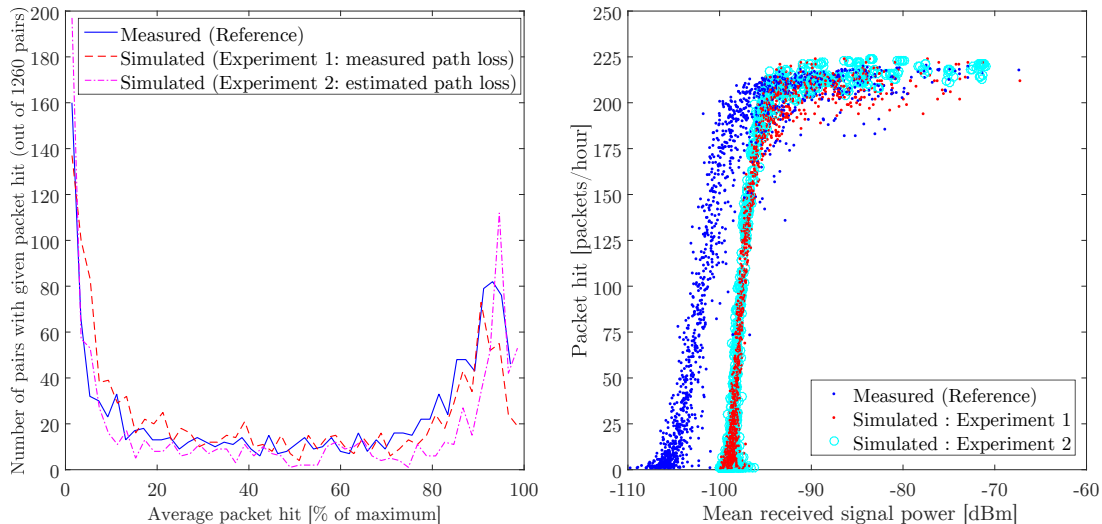 Number of pairs with given packet hit (out of 1260 pairs)
200
180
160
140
120
100
80
60
40
20
0
0 20 40 60 80 100
Average packet hit [% of maximum]
Measured (Reference)
Simulated (Experiment 1: measured path loss)
Simulated (Experiment 2: estimated path loss)
Packet hit [packets/hour]
250
225
200
175
150
125
100
75
50
25
0
-110 -100 -90 -80 -70 -60
Mean received signal power [dBm]
Measured (Reference)
Simulated : Experiment 1
Simulated : Experiment 2